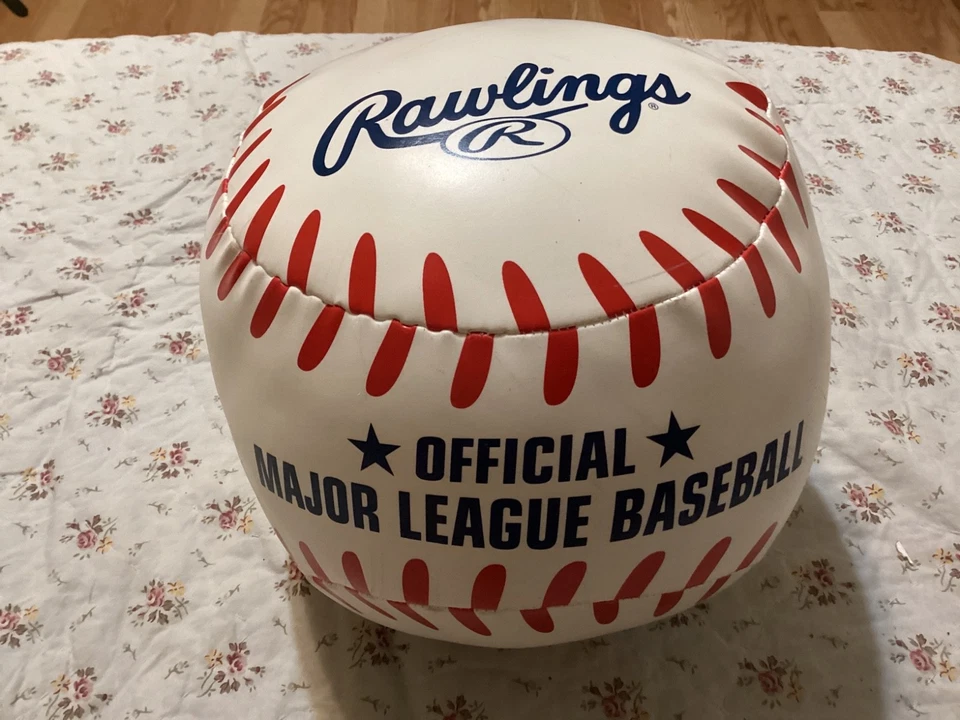 Rawlings®
R
★ OFFICIAL ★
MAJOR LEAGUE BASEBALL